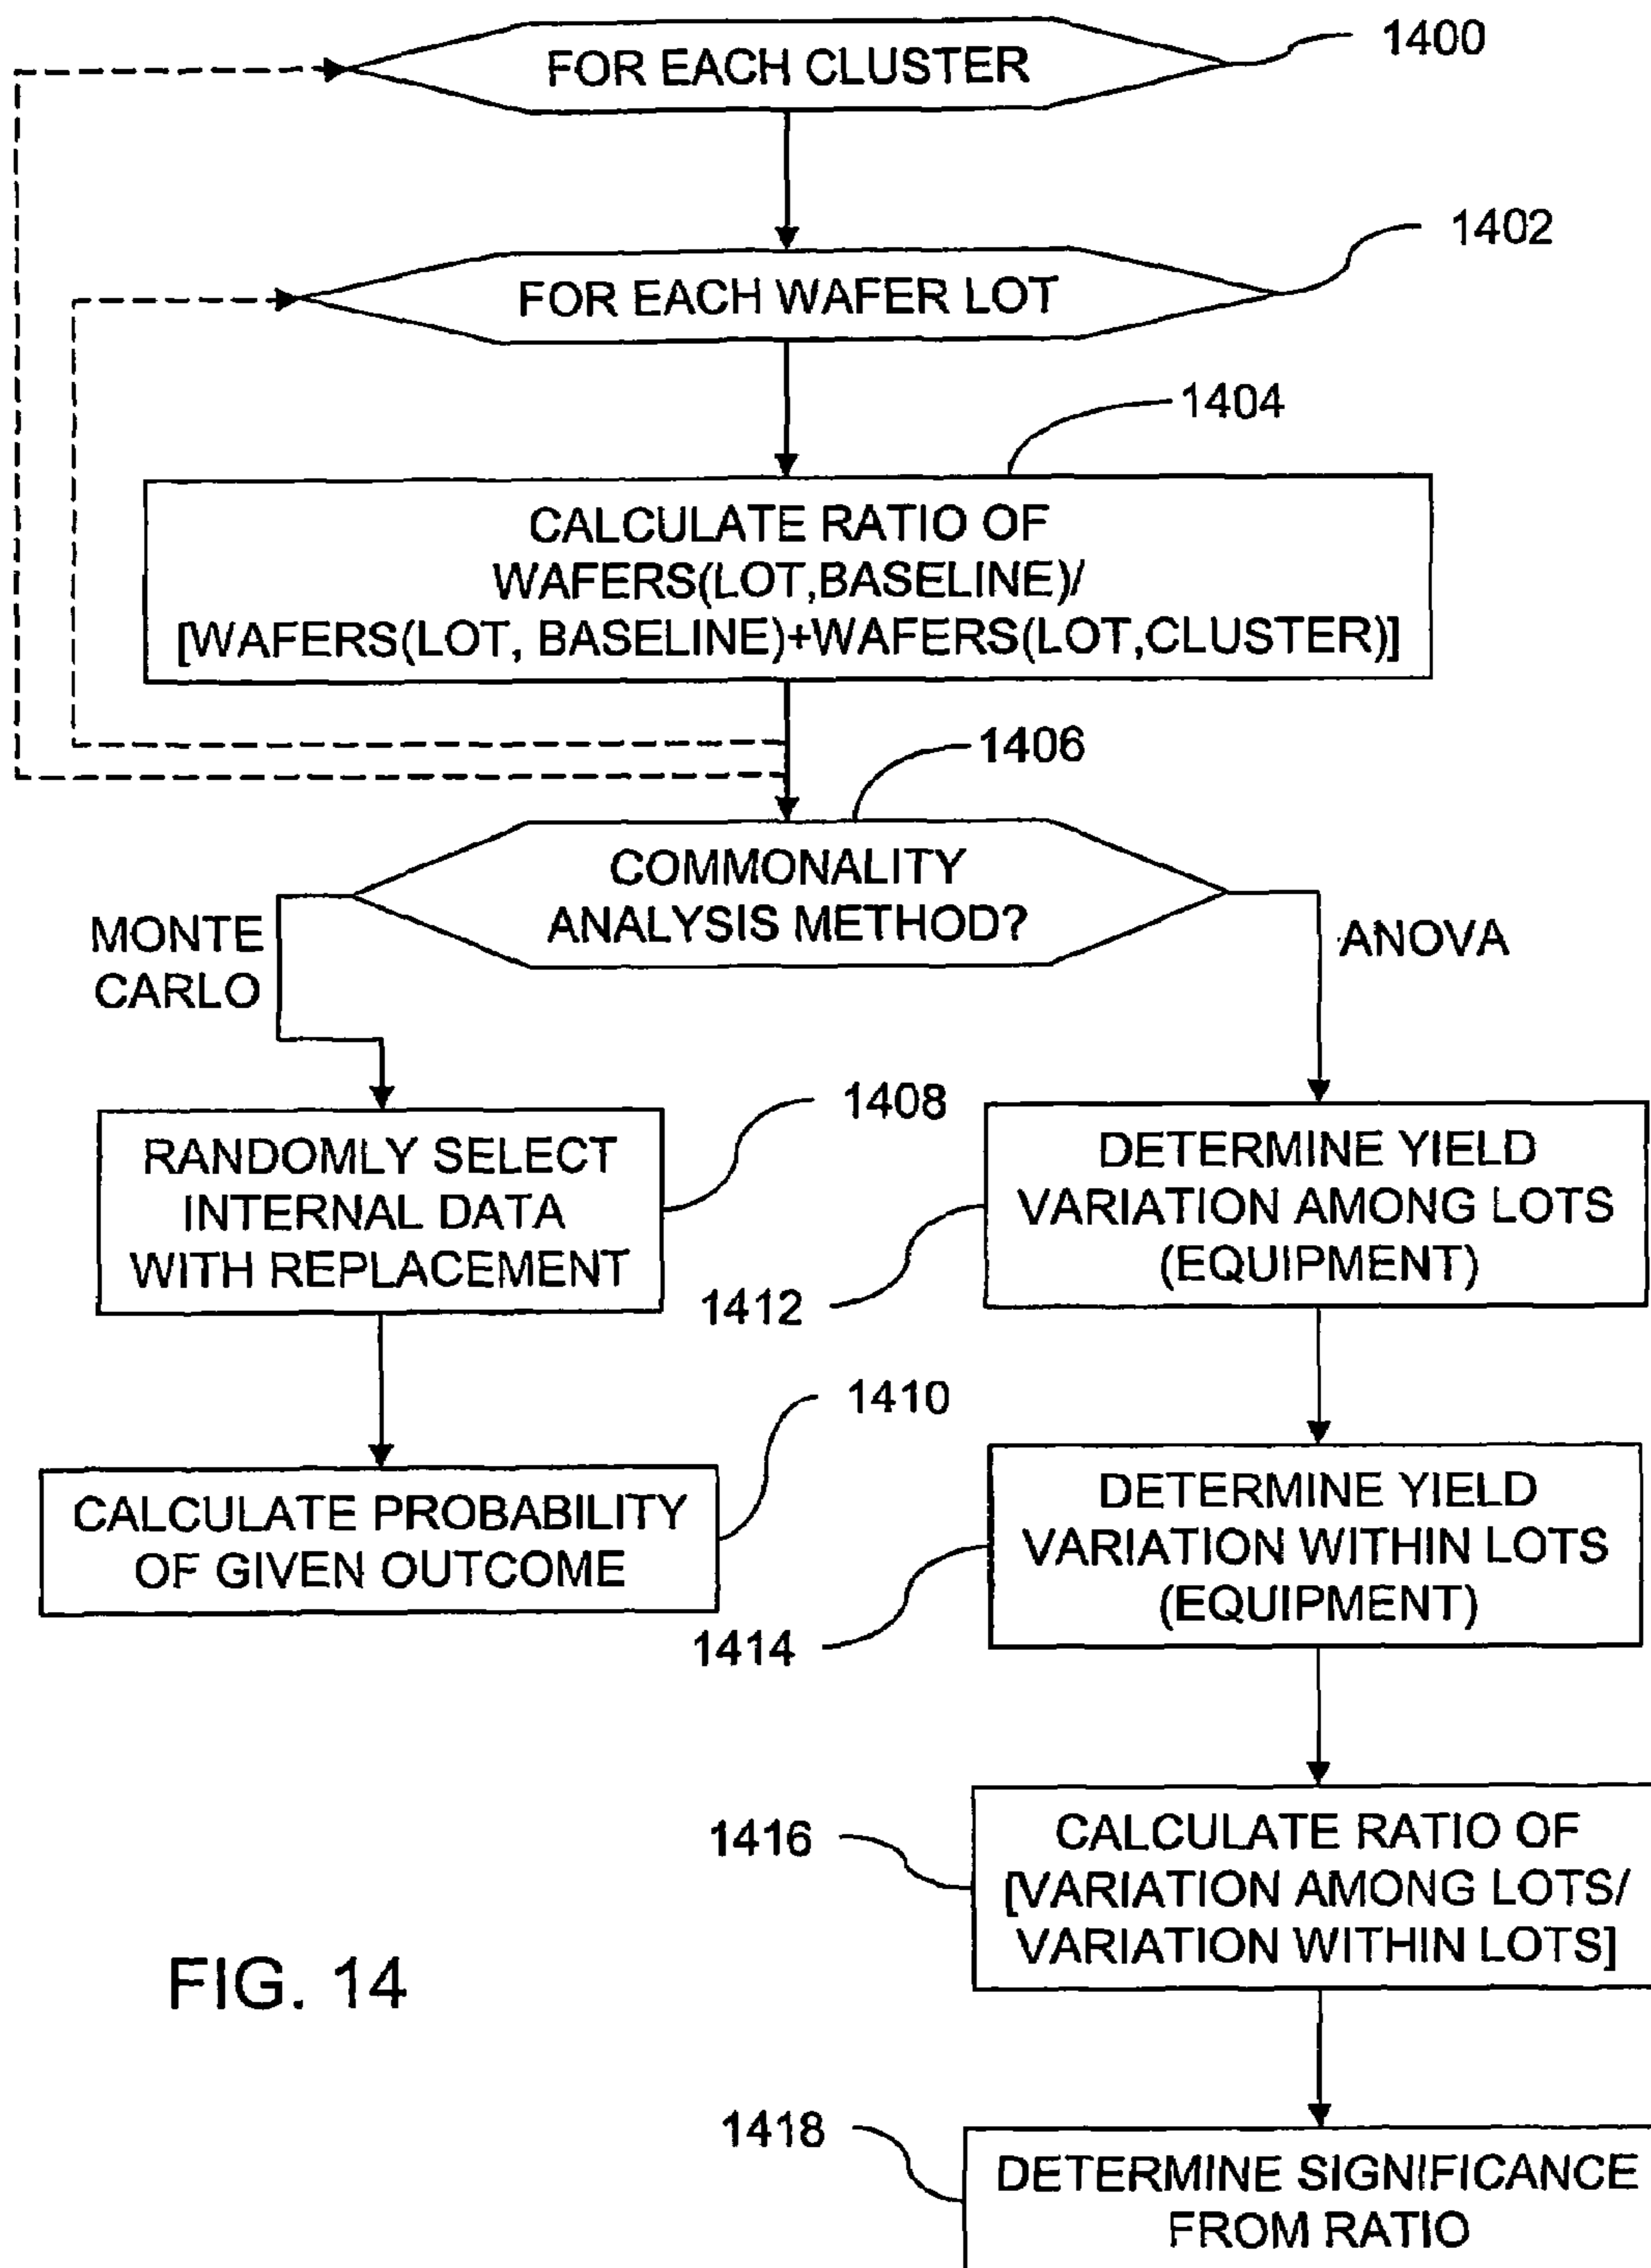 FOR EACH CLUSTER
1400
FOR EACH WAFER LOT
1402
1404
CALCULATE RATIO OF
WAFERS(LOT,BASELINE)/
[WAFERS(LOT, BASELINE)+WAFERS(LOT,CLUSTER)]
1406
COMMONALITY
ANALYSIS METHOD?
MONTE
CARLO
ANOVA
1408
RANDOMLY SELECT
INTERNAL DATA
WITH REPLACEMENT
DETERMINE YIELD
VARIATION AMONG LOTS
(EQUIPMENT)
1412
1410
CALCULATE PROBABILITY
OF GIVEN OUTCOME
DETERMINE YIELD
VARIATION WITHIN LOTS
(EQUIPMENT)
1414
1416
CALCULATE RATIO OF
[VARIATION AMONG LOTS/
VARIATION WITHIN LOTS]
FIG. 14
1418
DETERMINE SIGNIFICANCE
FROM RATIO